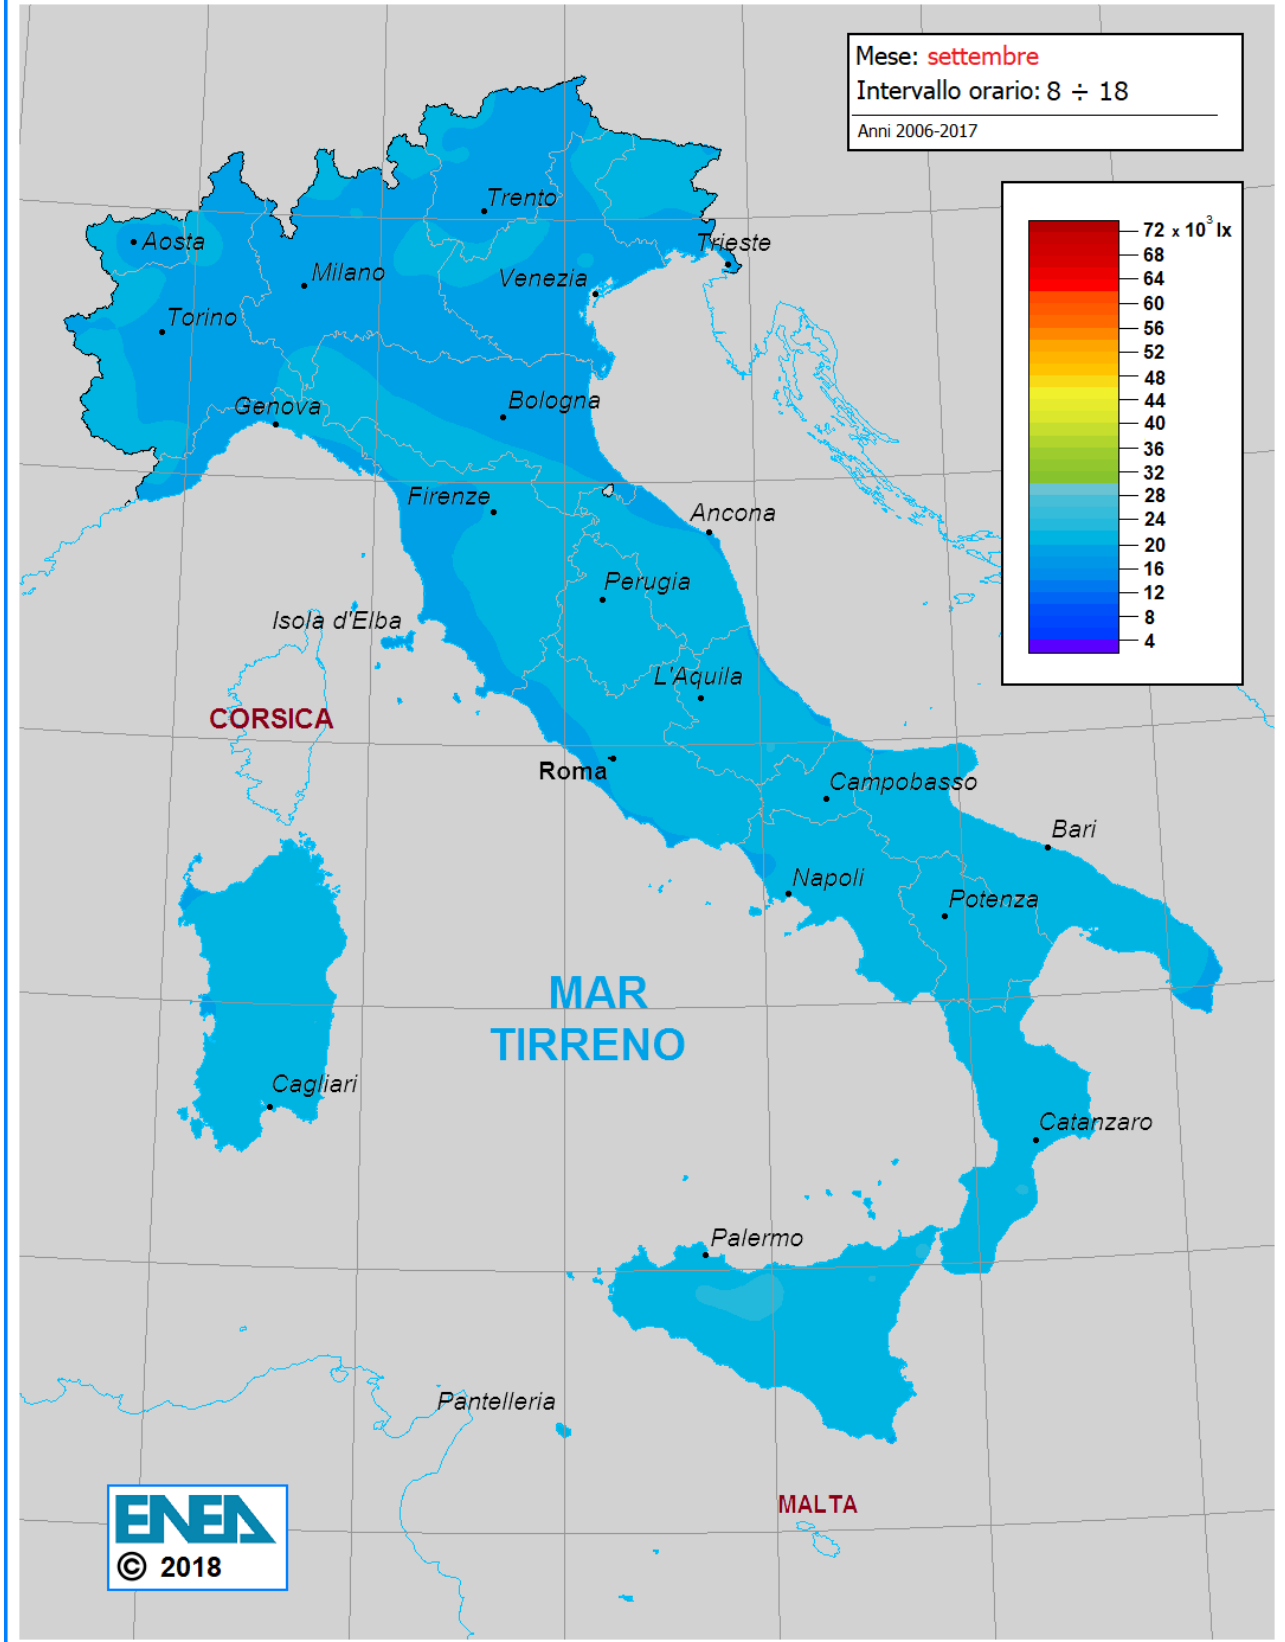 Mese: settembre
Intervallo orario: 8 ÷ 18
Anni 2006-2017
72 x 10³ lx
68
64
60
56
52
48
44
40
36
32
28
24
20
16
12
8
4
Trento
Aosta
Trieste
Milano
Venezia
Torino
Genova
Bologna
Firenze
Ancona
Perugia
Isola d'Elba
L'Aquila
CORSICA
Roma
Campobasso
Bari
Napoli
Potenza
MAR
TIRRENO
Cagliari
Catanzaro
Palermo
Pantelleria
MALTA
ENEA
© 2018